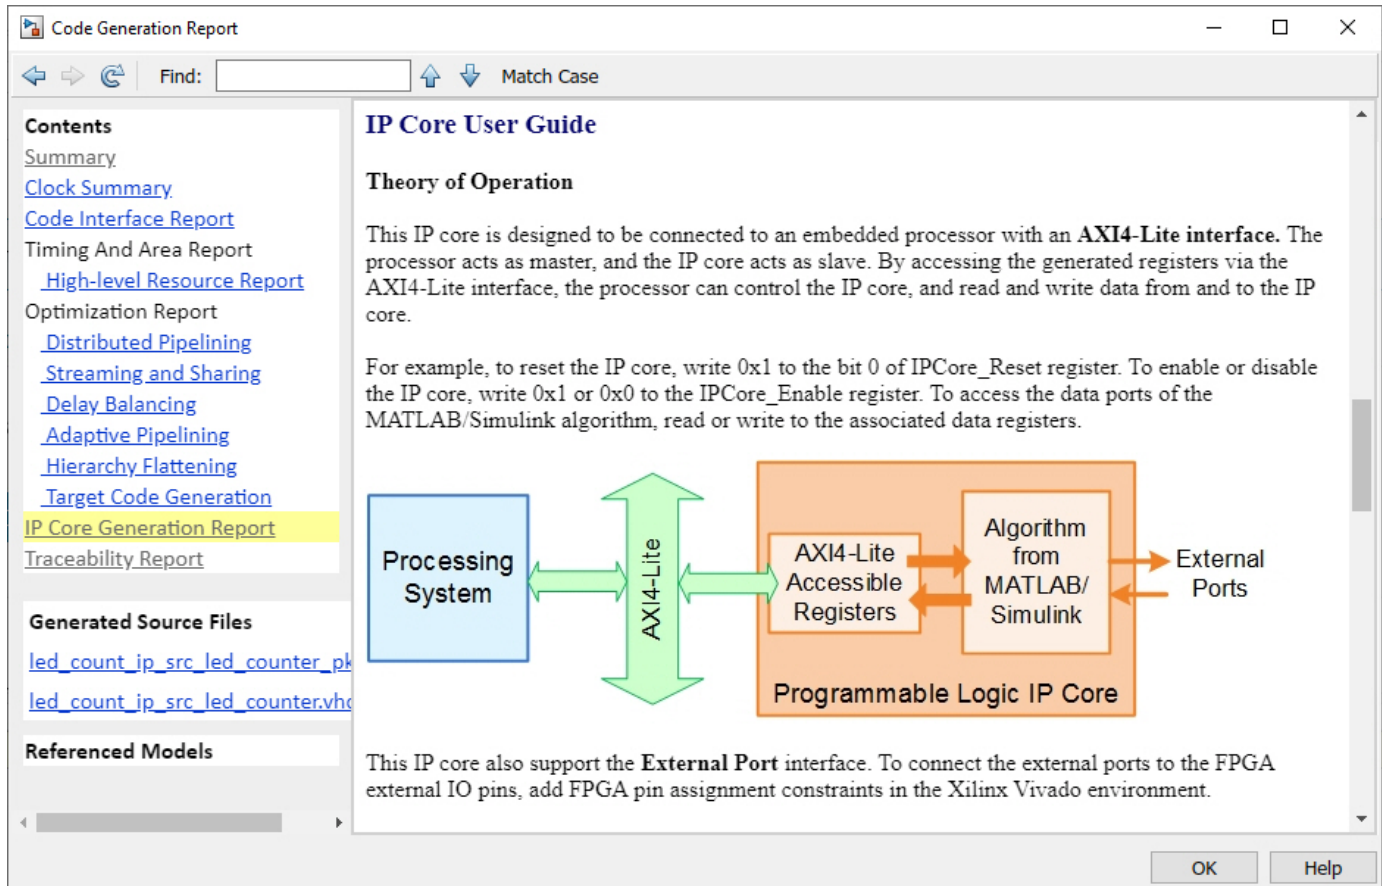 Code Generation Report
Find:
Match Case
Contents
Summary
Clock Summary
Code Interface Report
Timing And Area Report
High-level Resource Report
Optimization Report
Distributed Pipelining
Streaming and Sharing
Delay Balancing
Adaptive Pipelining
Hierarchy Flattening
Target Code Generation
IP Core Generation Report
Traceability Report
Generated Source Files
led_count_ip_src_led_counter_pk
led_count_ip_src_led_counter.vhd
Referenced Models
IP Core User Guide
Theory of Operation
This IP core is designed to be connected to an embedded processor with an AXI4-Lite interface. The
processor acts as master, and the IP core acts as slave. By accessing the generated registers via the
AXI4-Lite interface, the processor can control the IP core, and read and write data from and to the IP
core.
For example, to reset the IP core, write 0x1 to the bit 0 of IPCore_Reset register. To enable or disable
the IP core, write 0x1 or 0x0 to the IPCore_Enable register. To access the data ports of the
MATLAB/Simulink algorithm, read or write to the associated data registers.
Processing
System
AXI4-Lite
AXI4-Lite
Accessible
Registers
Algorithm
from
MATLAB/
Simulink
External
Ports
Programmable Logic IP Core
This IP core also support the External Port interface. To connect the external ports to the FPGA
external IO pins, add FPGA pin assignment constraints in the Xilinx Vivado environment.
OK
Help